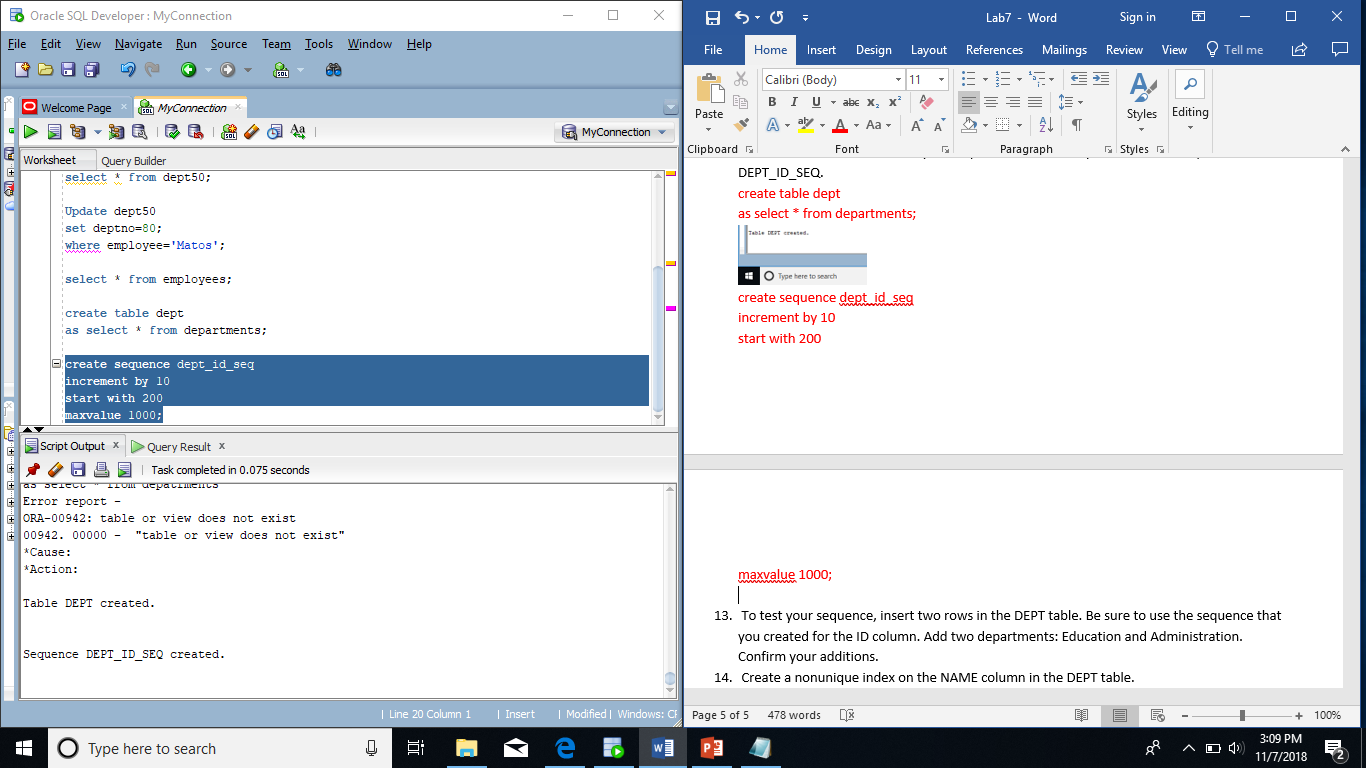 Oracle SQL Developer : MyConnection
File Edit View Navigate Run Source Team Tools Window Help
Welcome Page
MyConnection
MyConnection
Worksheet Query Builder
select * from dept50;
Update dept50
set deptno=80;
where employee='Matos';
select * from employees;
create table dept
as select * from departments;
create sequence dept_id_seq
increment by 10
start with 200
maxvalue 1000;
Script Output x Query Result x
Task completed in 0.075 seconds
as select * from depatrments
Error report -
ORA-00942: table or view does not exist
00942. 00000 - "table or view does not exist"
*Cause:
*Action:
Table DEPT created.
Sequence DEPT_ID_SEQ created.
Line 20 Column 1 | Insert | Modified | Windows:
Lab7 - Word Sign in
File Home Insert Design Layout References Mailings Review View Tell me
Paste
Calibri (Body) 11
B I U abc x₂ x²
A ab A Aa A A
Styles
Editing
Clipboard Font Paragraph Styles
DEPT_ID_SEQ.
create table dept
as select * from departments;
Table DEPT created.
Type here to search
create sequence dept_id_seq
increment by 10
start with 200
maxvalue 1000;
13. To test your sequence, insert two rows in the DEPT table. Be sure to use the sequence that
you created for the ID column. Add two departments: Education and Administration.
Confirm your additions.
14. Create a nonunique index on the NAME column in the DEPT table.
Page 5 of 5 478 words 100%
Type here to search
3:09 PM
11/7/2018
2